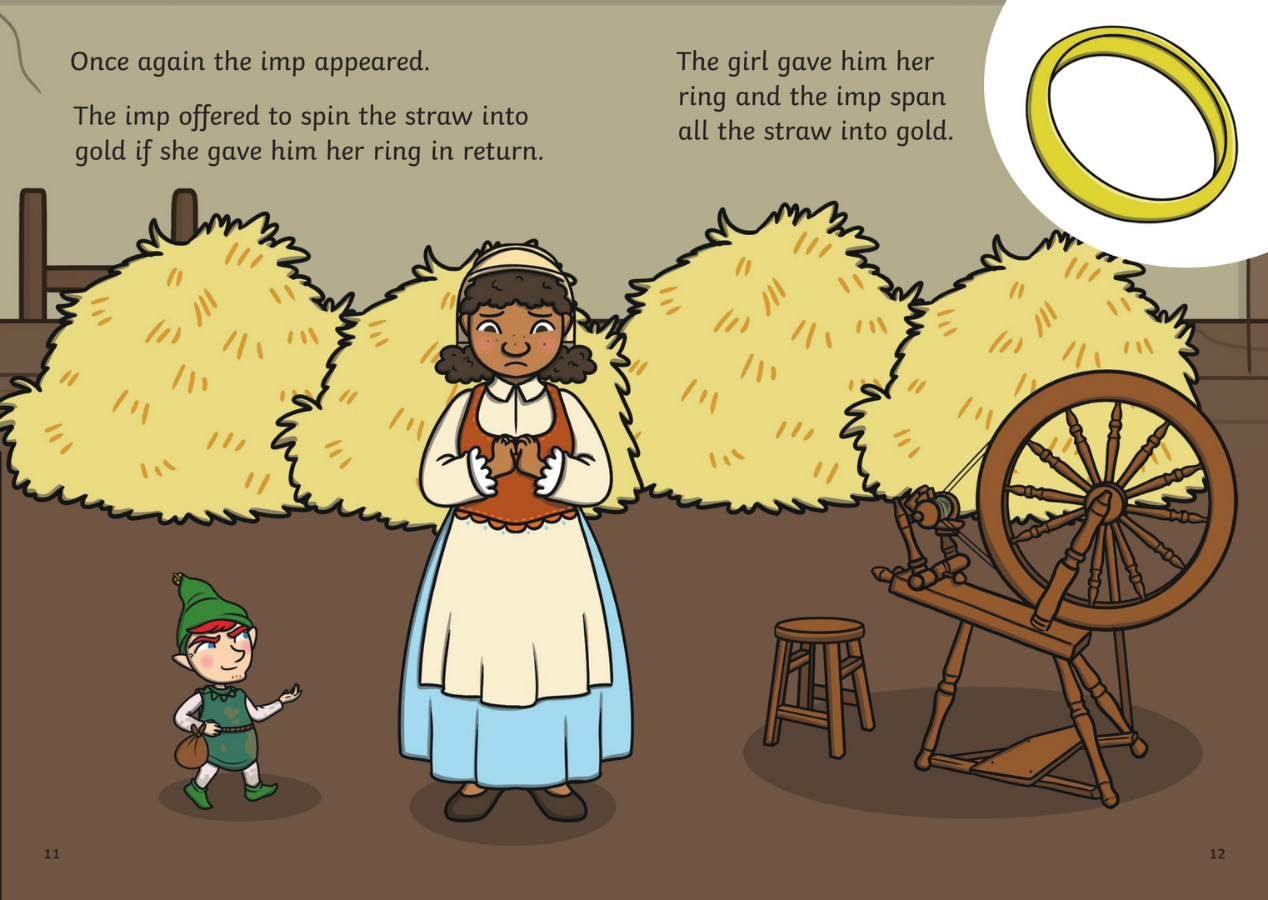 Once again the imp appeared.
The imp offered to spin the straw into
gold if she gave him her ring in return.
The girl gave him her
ring and the imp span
all the straw into gold.
11
12